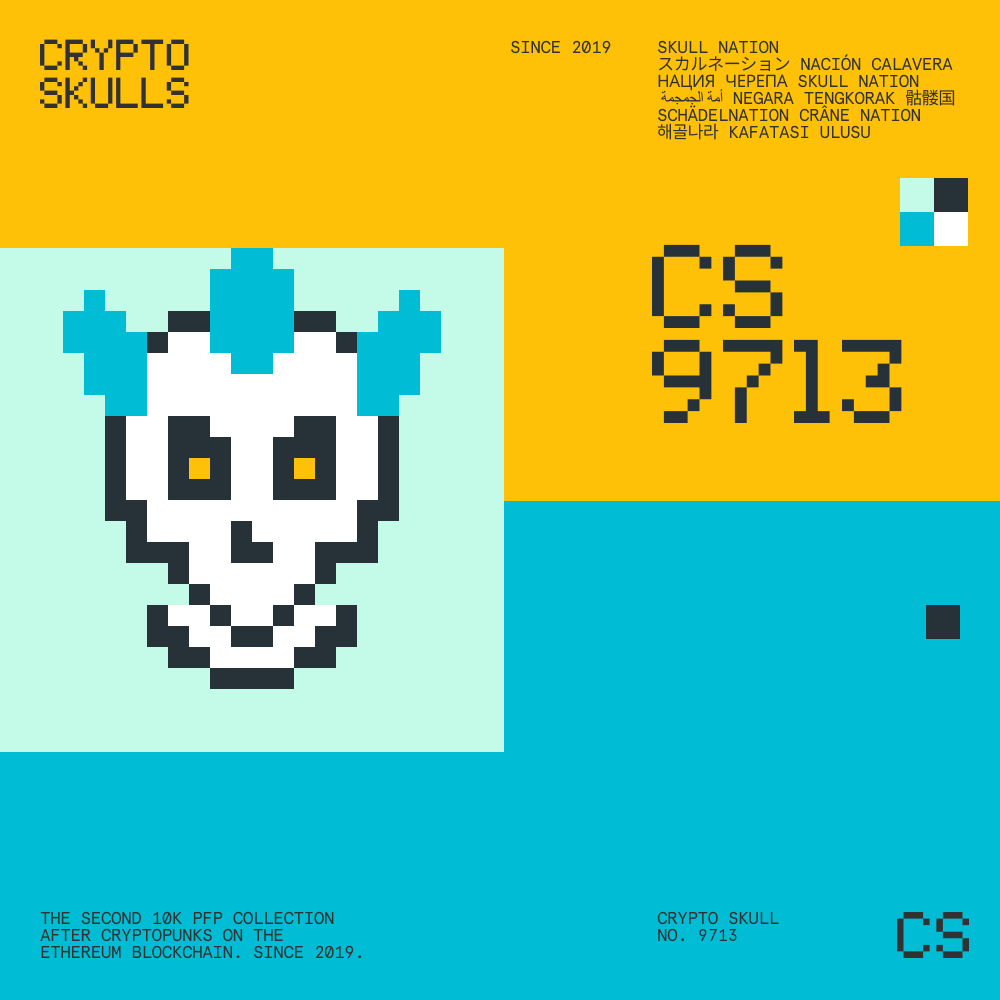 CRYPTO
SKULLS
SINCE 2019
SKULL NATION
スカルネーション NACIÓN CALAVERA
НАЦИЯ ЧЕРЕПА SKULL NATION
أمة الجمجمة NEGARA TENGKORAK 骷髅国
SCHÄDELNATION CRÂNE NATION
해골나라 KAFATASI ULUSU
CS
9713
THE SECOND 10K PFP COLLECTION
AFTER CRYPTOPUNKS ON THE
ETHEREUM BLOCKCHAIN. SINCE 2019.
CRYPTO SKULL
NO. 9713
CS